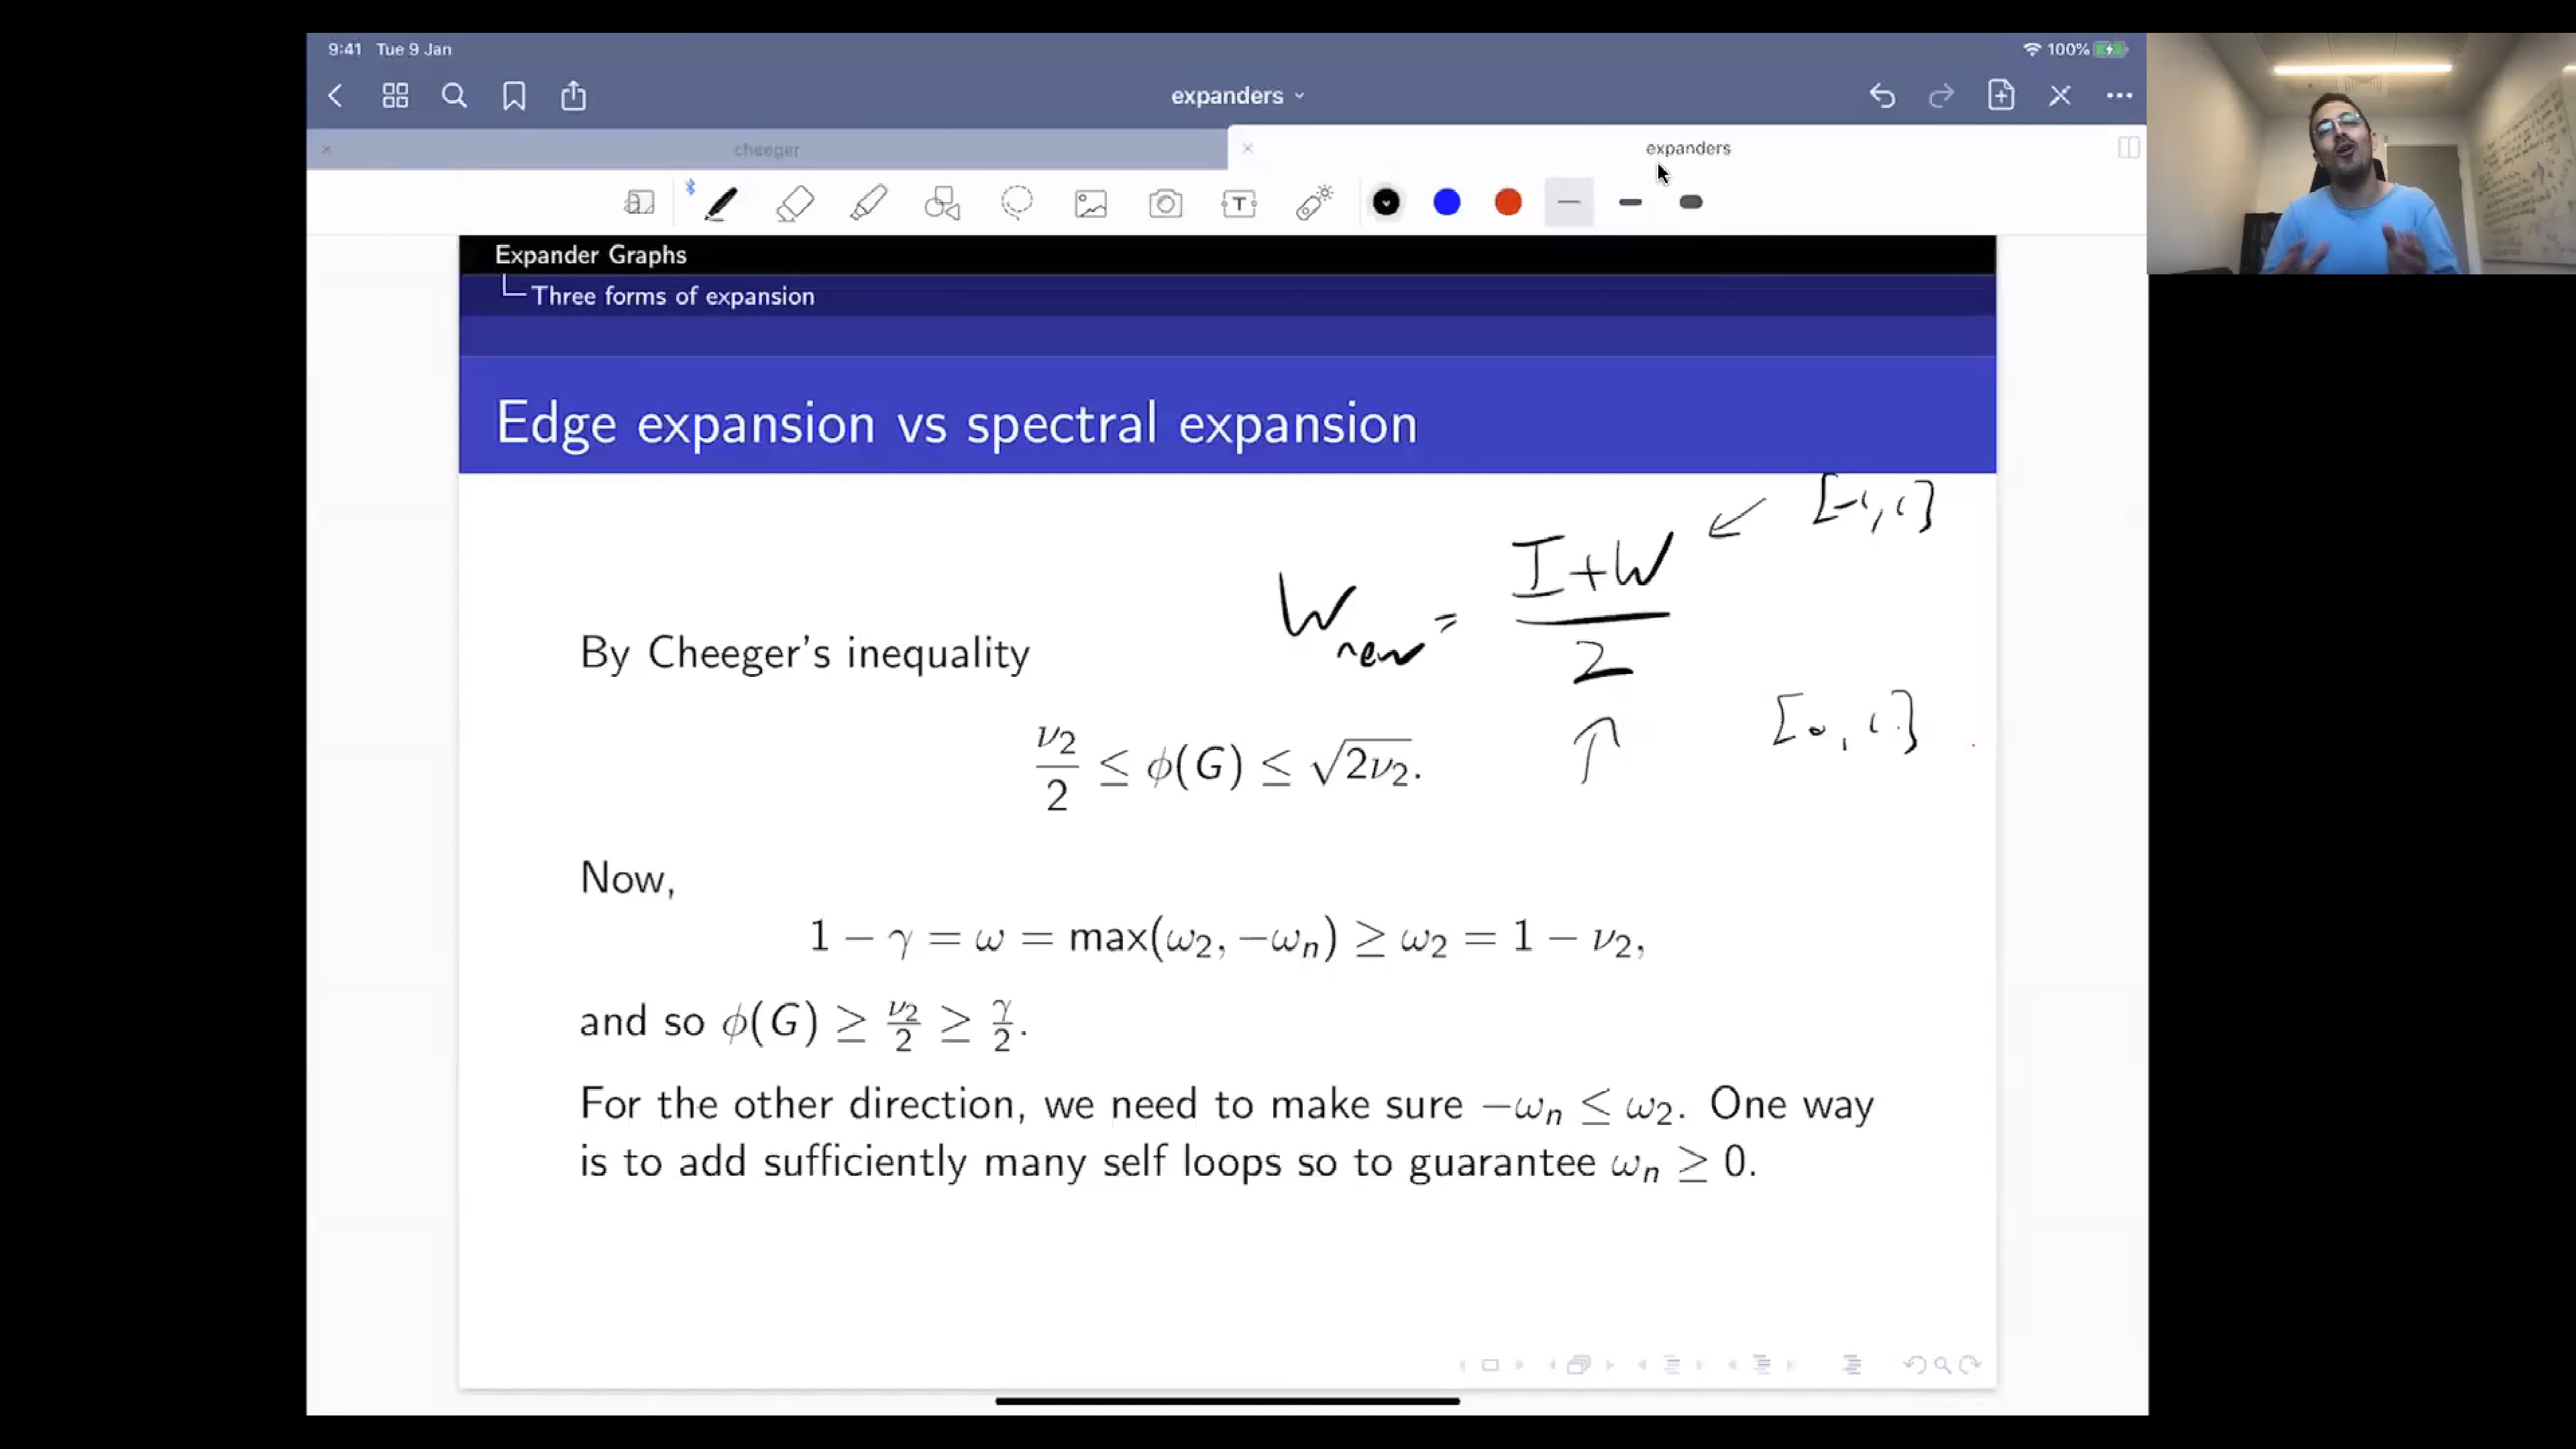 9:41 Tue 9 Jan
100%
expanders
cheeger
expanders
Expander Graphs
Three forms of expansion
Edge expansion vs spectral expansion
[-1, 1]
W_new = (I+W)/2
[0, 1]
By Cheeger's inequality
ν₂/2 ≤ ϕ(G) ≤ √(2ν₂).
Now,
1 − γ = ω = max(ω₂, −ωₙ) ≥ ω₂ = 1 − ν₂,
and so ϕ(G) ≥ ν₂/2 ≥ γ/2.
For the other direction, we need to make sure −ωₙ ≤ ω₂. One way
is to add sufficiently many self loops so to guarantee ωₙ ≥ 0.